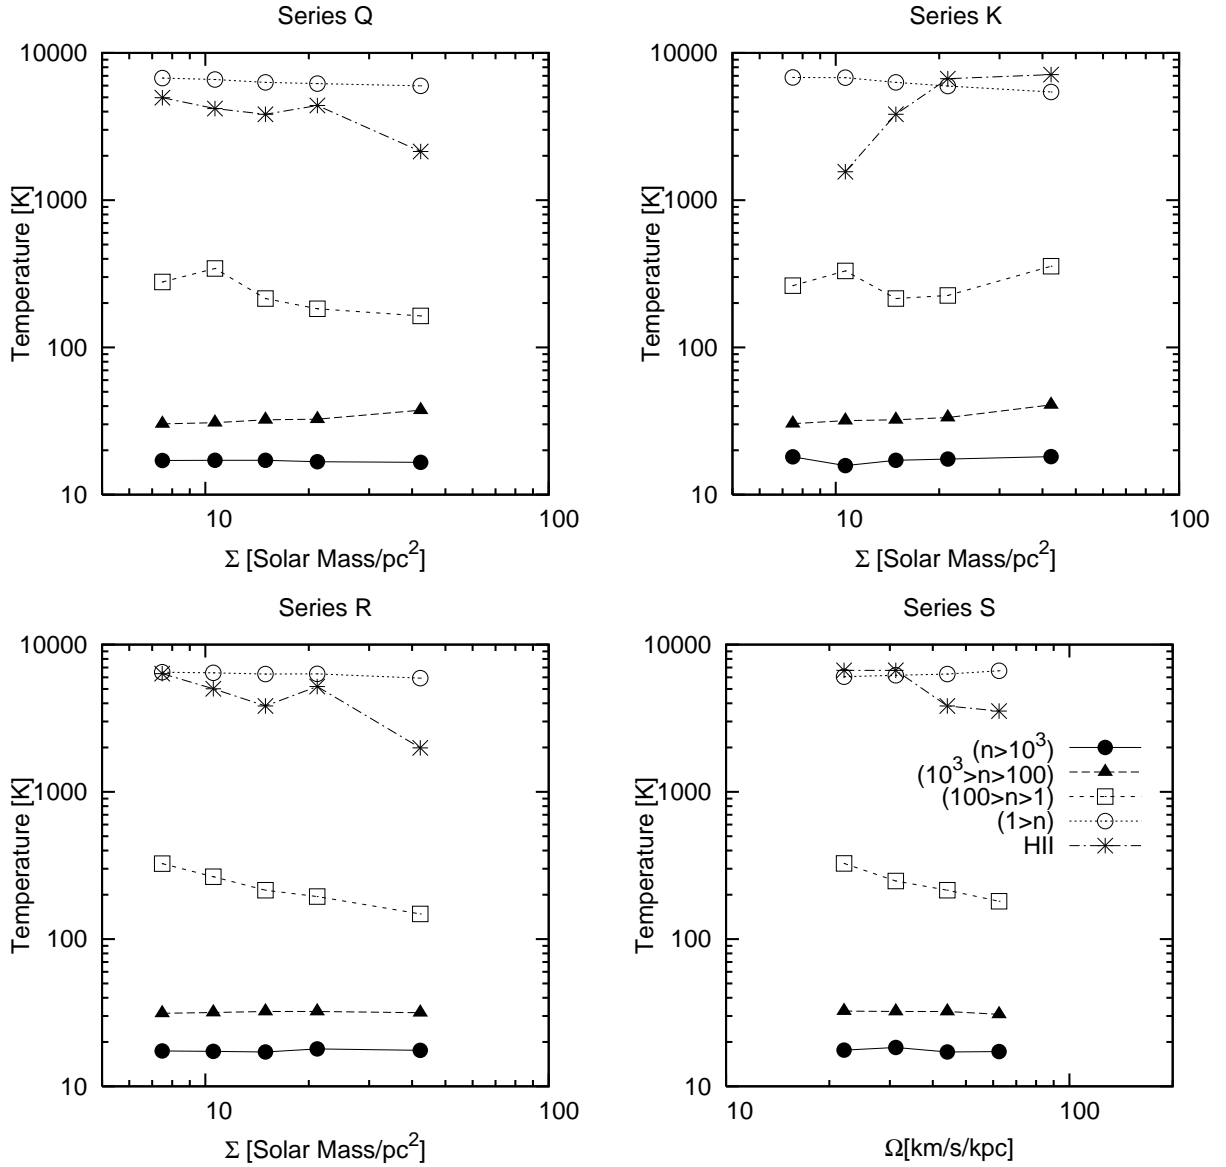 Series Q
10000
1000
100
10
Temperature [K]
10
100
Σ [Solar Mass/pc²]
Series K
10000
1000
100
10
Temperature [K]
10
100
Σ [Solar Mass/pc²]
Series R
10000
1000
100
10
Temperature [K]
10
100
Σ [Solar Mass/pc²]
Series S
10000
1000
100
10
Temperature [K]
(n>10³)
(10³>n>100)
(100>n>1)
(1>n)
HII
10
100
Ω[km/s/kpc]